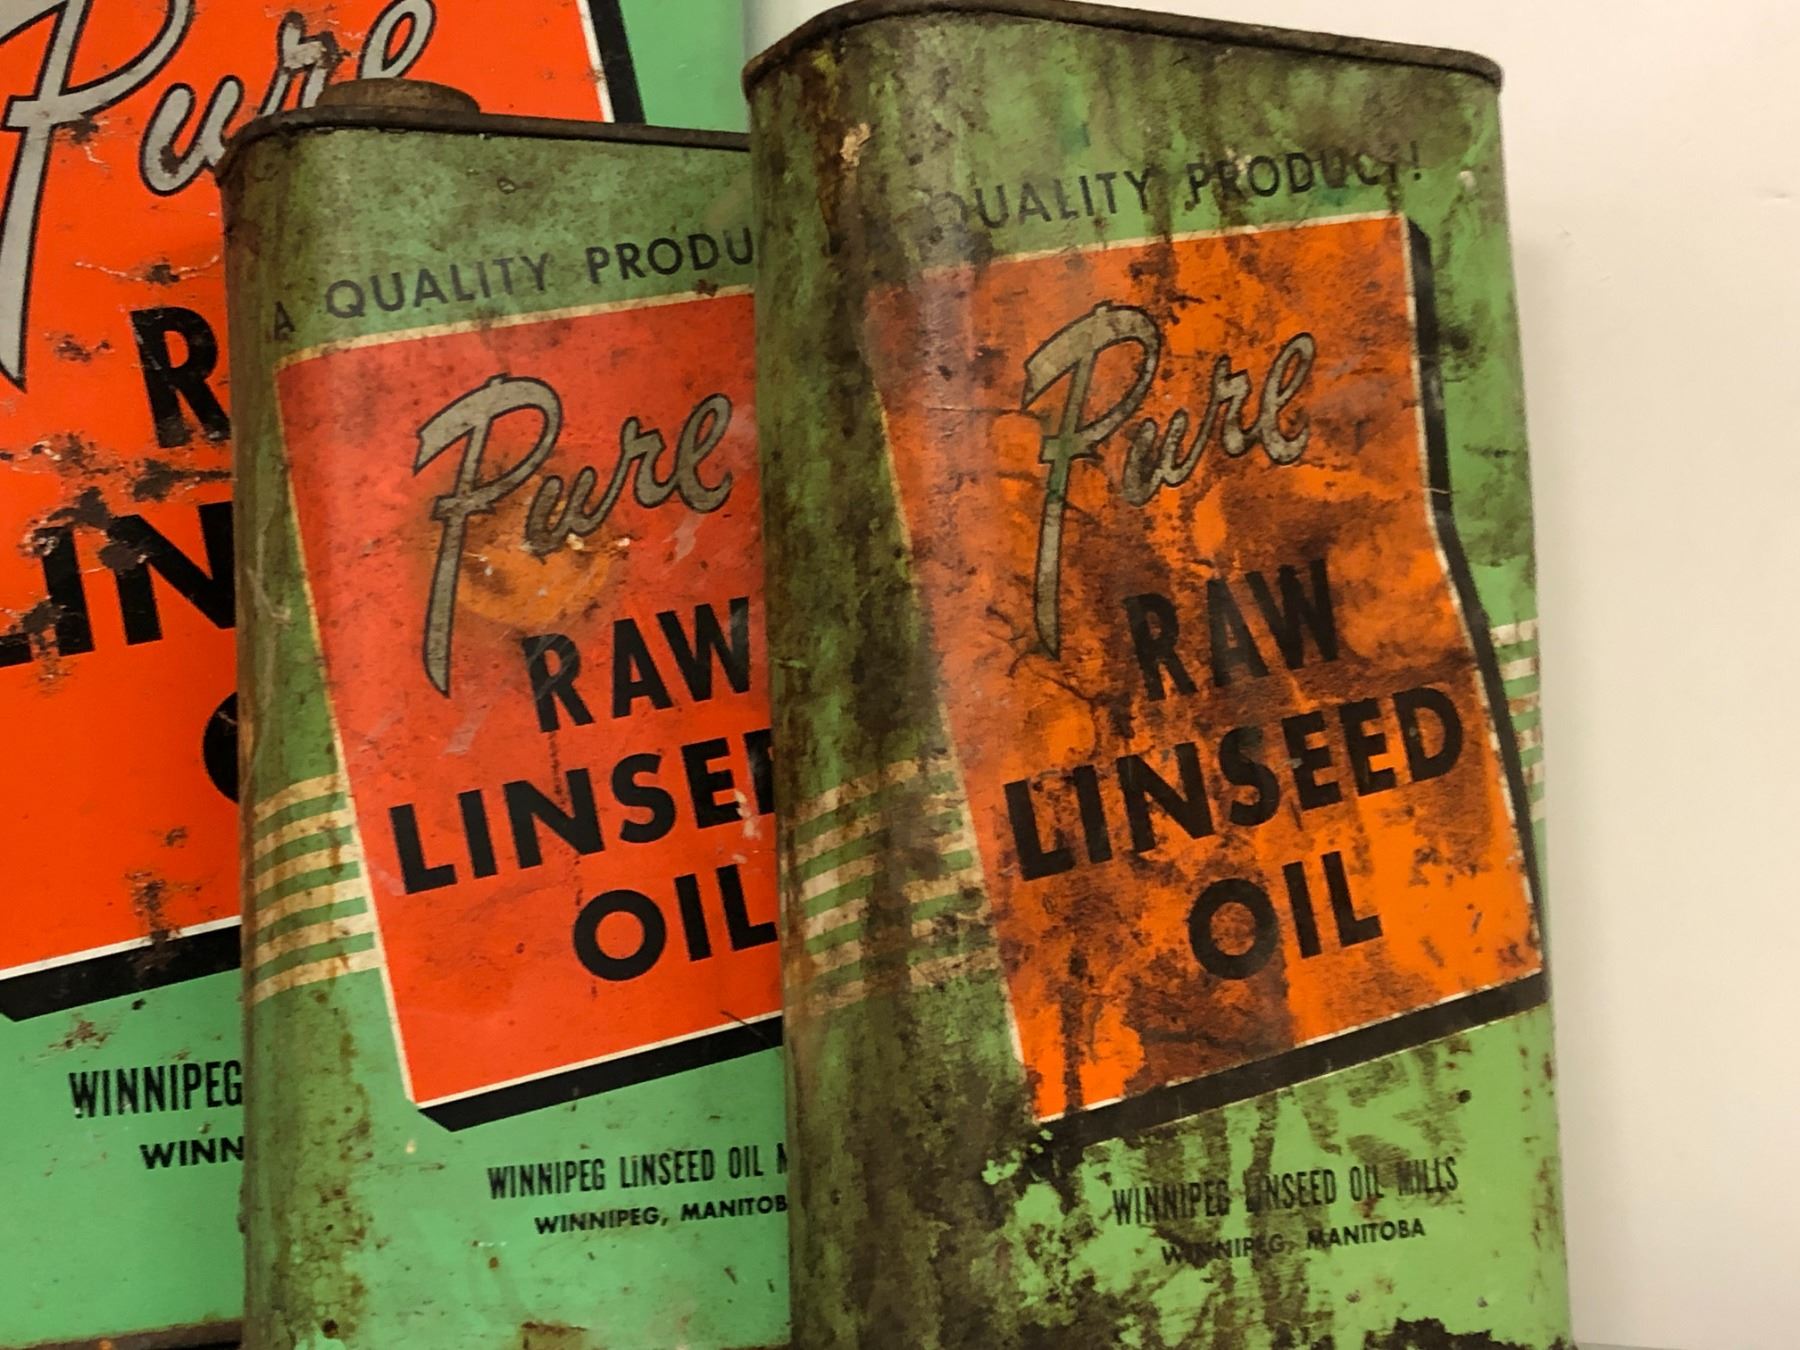 Pure
R
LIN
WINNIPEG
WINN
A QUALITY PRODU
Pure
RAW
LINSEE
OIL
WINNIPEG LINSEED OIL M
WINNIPEG, MANITOB
QUALITY PRODUCT!
Pure
RAW
LINSEED
OIL
WINNIPEG LINSEED OIL MILLS
WINNIPEG, MANITOBA